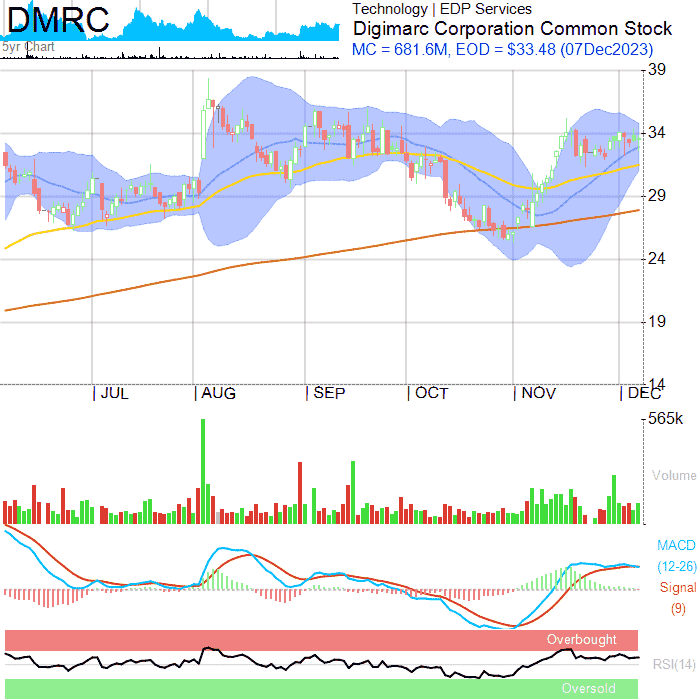 DMRC
5yr Chart
Technology | EDP Services
Digimarc Corporation Common Stock
MC = 681.6M, EOD = $33.48 (07Dec2023)
39
34
29
24
19
14
JUL
AUG
SEP
OCT
NOV
DEC
565k
Volume
MACD
(12-26)
Signal
(9)
Overbought
RSI(14)
Oversold